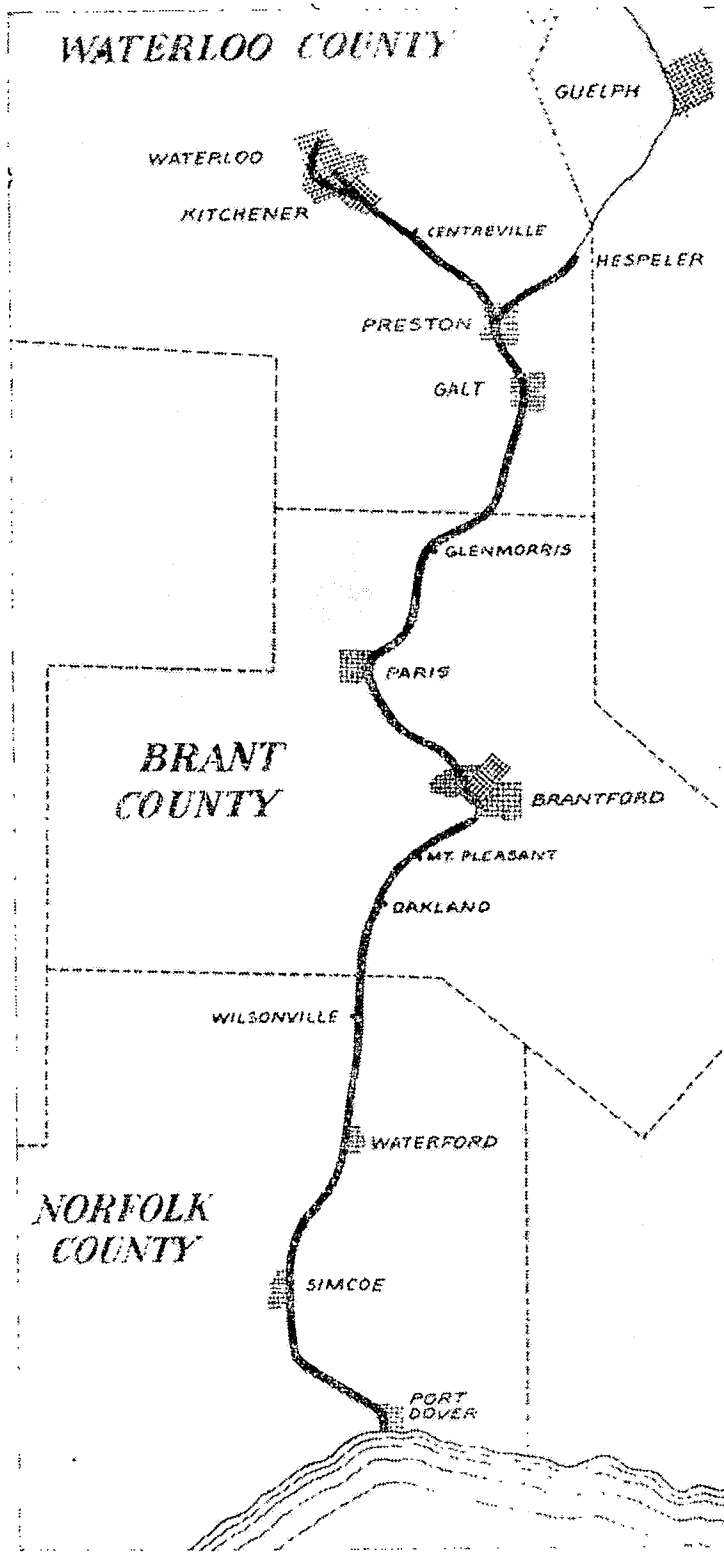 WATERLOO COUNTY
GUELPH
WATERLOO
KITCHENER
CENTREVILLE
HESPELER
PRESTON
GALT
GLENMORRIS
PARIS
BRANT
COUNTY
BRANTFORD
MT. PLEASANT
OAKLAND
WILSONVILLE
WATERFORD
NORFOLK
COUNTY
SIMCOE
PORT
DOVER